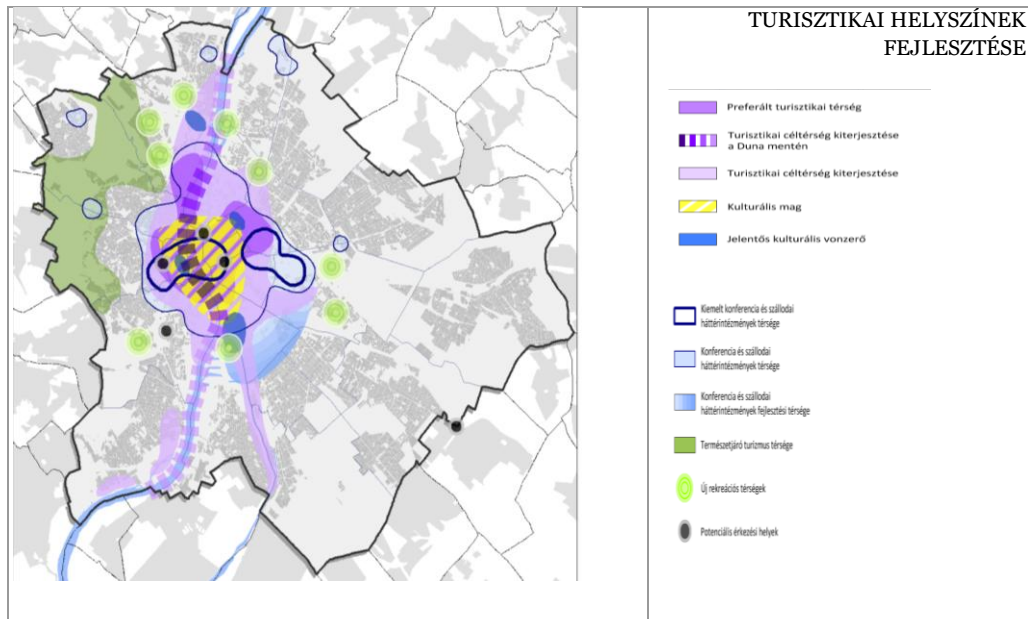 TURISZTIKAI HELYSZÍNEK
FEJLESZTÉSE
Preferált turisztikai térség
Turisztikai céltérség kiterjesztése
a Duna mentén
Turisztikai céltérség kiterjesztése
Kulturális mag
Jelentős kulturális vonzerő
Kiemelt konferencia és szállodai
háttérintézmények térsége
Konferencia és szállodai
háttérintézmények térsége
Konferencia és szállodai
háttérintézmények fejlesztési térsége
Természetjáró turizmus térsége
Új rekreációs térségek
Potenciális érkezési helyek